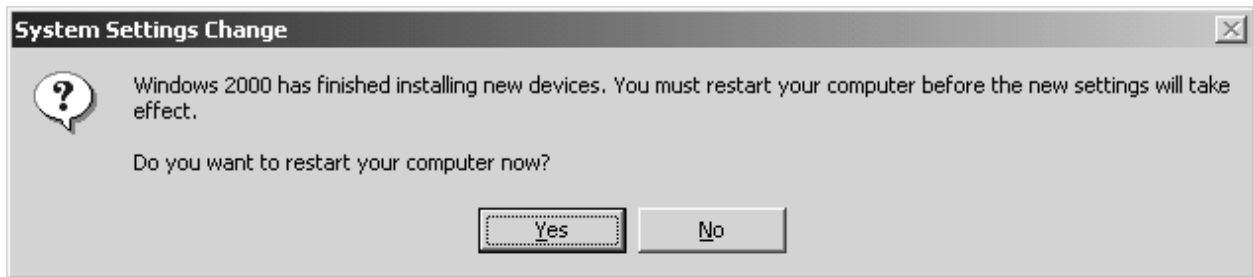 System Settings Change
Windows 2000 has finished installing new devices. You must restart your computer before the new settings will take
effect.
Do you want to restart your computer now?
Yes
No